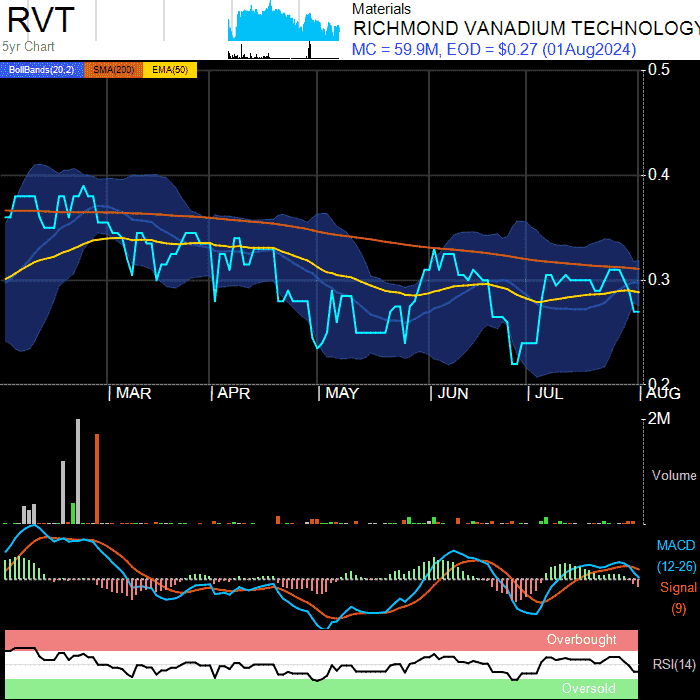 RVT
5yr Chart
Materials
RICHMOND VANADIUM TECHNOLOGY
MC = 59.9M, EOD = $0.27 (01Aug2024)
BollBands(20,2) SMA(200) EMA(50)
0.5
0.4
0.3
0.2
MAR APR MAY JUN JUL AUG
2M
Volume
MACD
(12-26)
Signal
(9)
Overbought
RSI(14)
Oversold